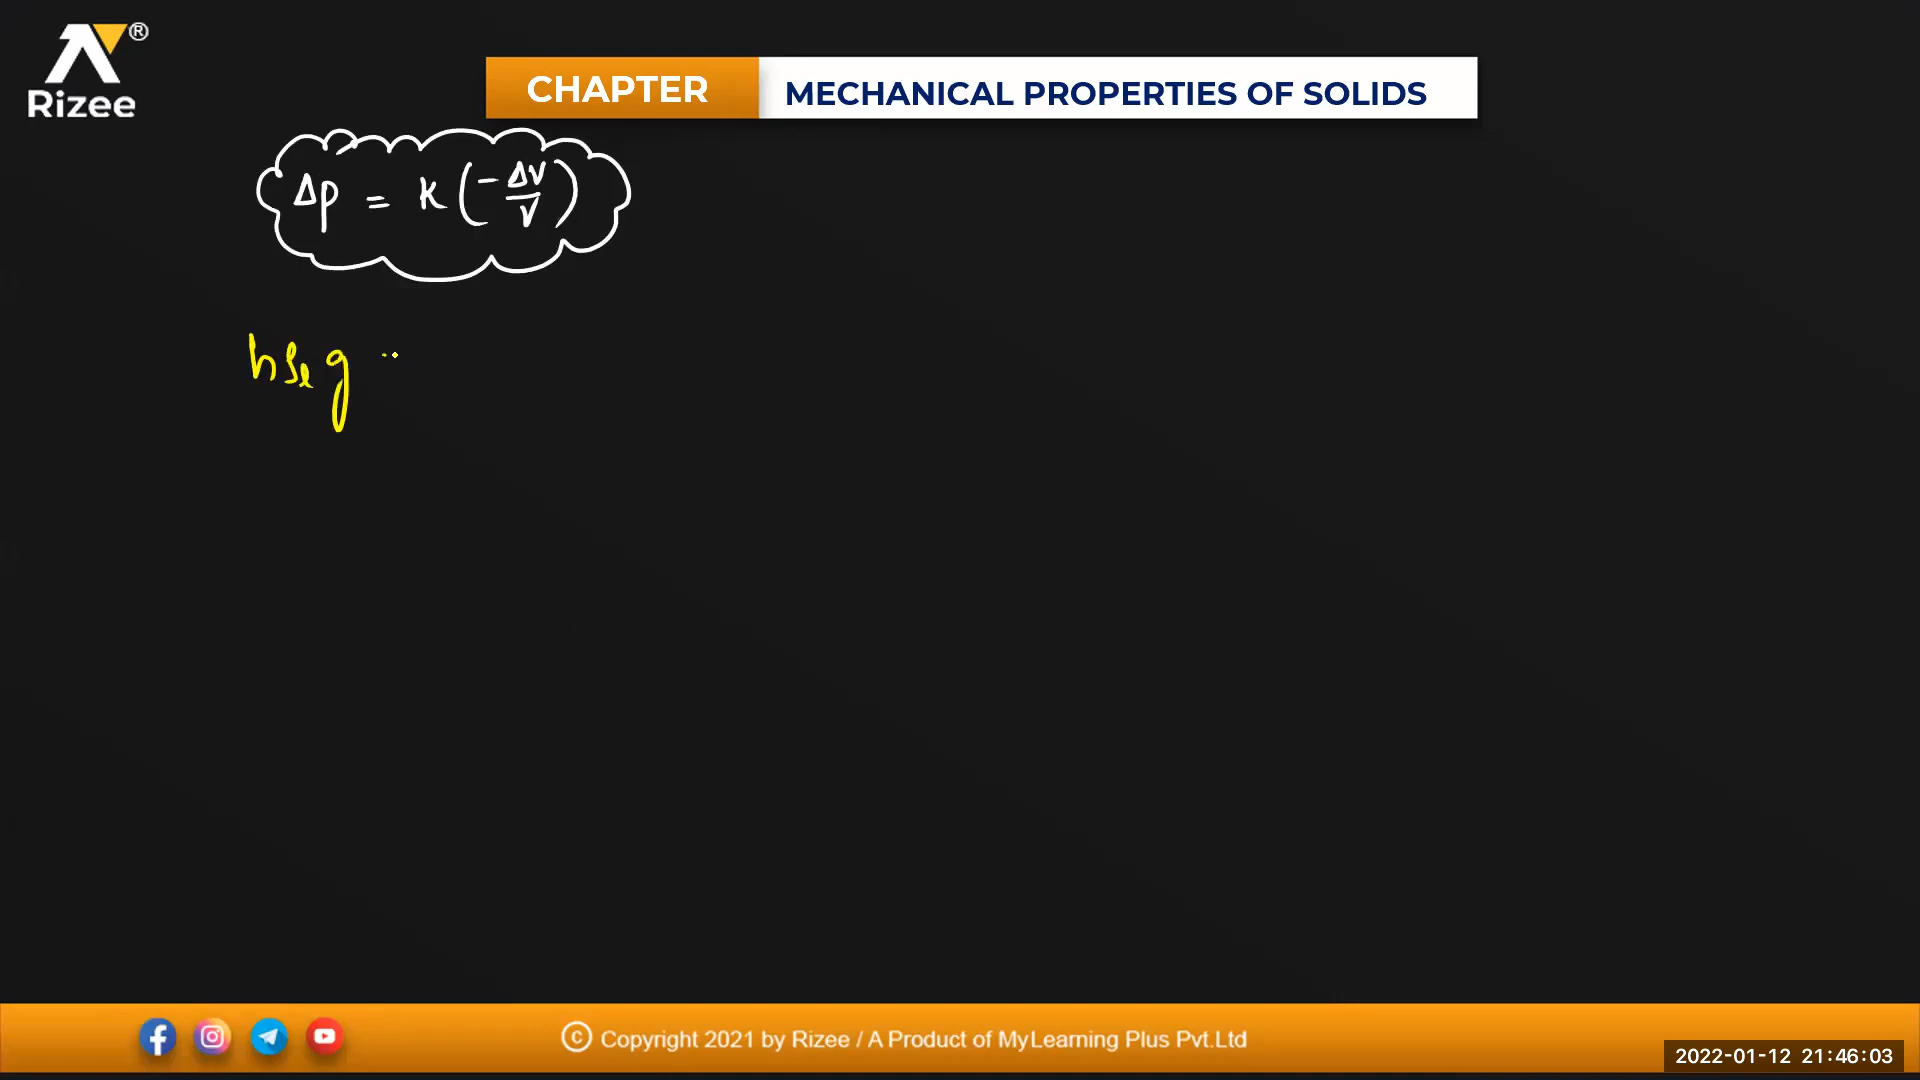 Rizee®
CHAPTER MECHANICAL PROPERTIES OF SOLIDS
Δp = K(-ΔV/V)
hρₗg
© Copyright 2021 by Rizee / A Product of MyLearning Plus Pvt.Ltd
2022-01-12 21:46:03